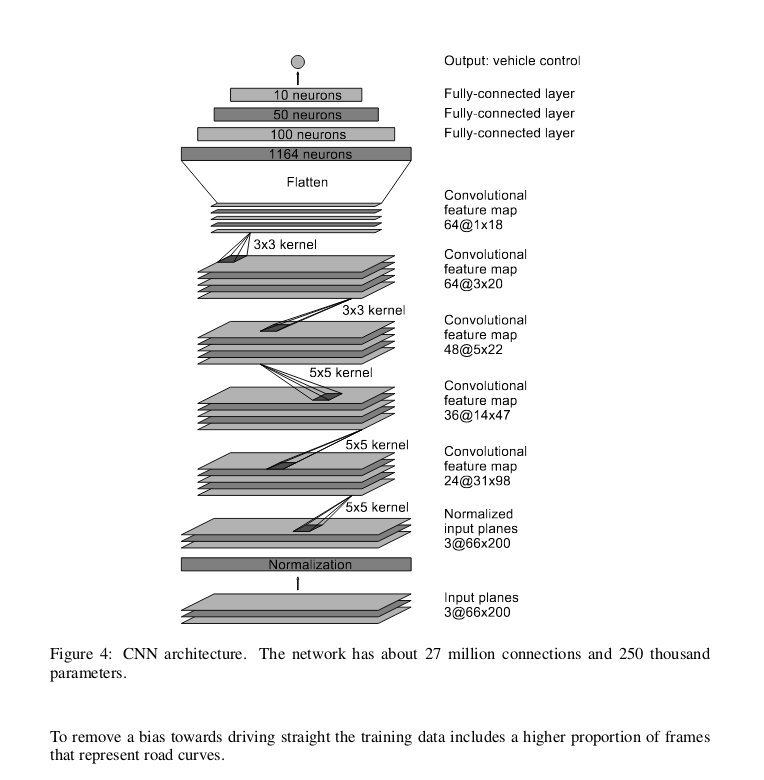 Output: vehicle control
10 neurons
Fully-connected layer
50 neurons
Fully-connected layer
100 neurons
Fully-connected layer
1164 neurons
Flatten
Convolutional
feature map
64@1x18
3x3 kernel
Convolutional
feature map
64@3x20
3x3 kernel
Convolutional
feature map
48@5x22
5x5 kernel
Convolutional
feature map
36@14x47
5x5 kernel
Convolutional
feature map
24@31x98
5x5 kernel
Normalized
input planes
3@66x200
Normalization
Input planes
3@66x200
Figure 4: CNN architecture. The network has about 27 million connections and 250 thousand
parameters.
To remove a bias towards driving straight the training data includes a higher proportion of frames
that represent road curves.